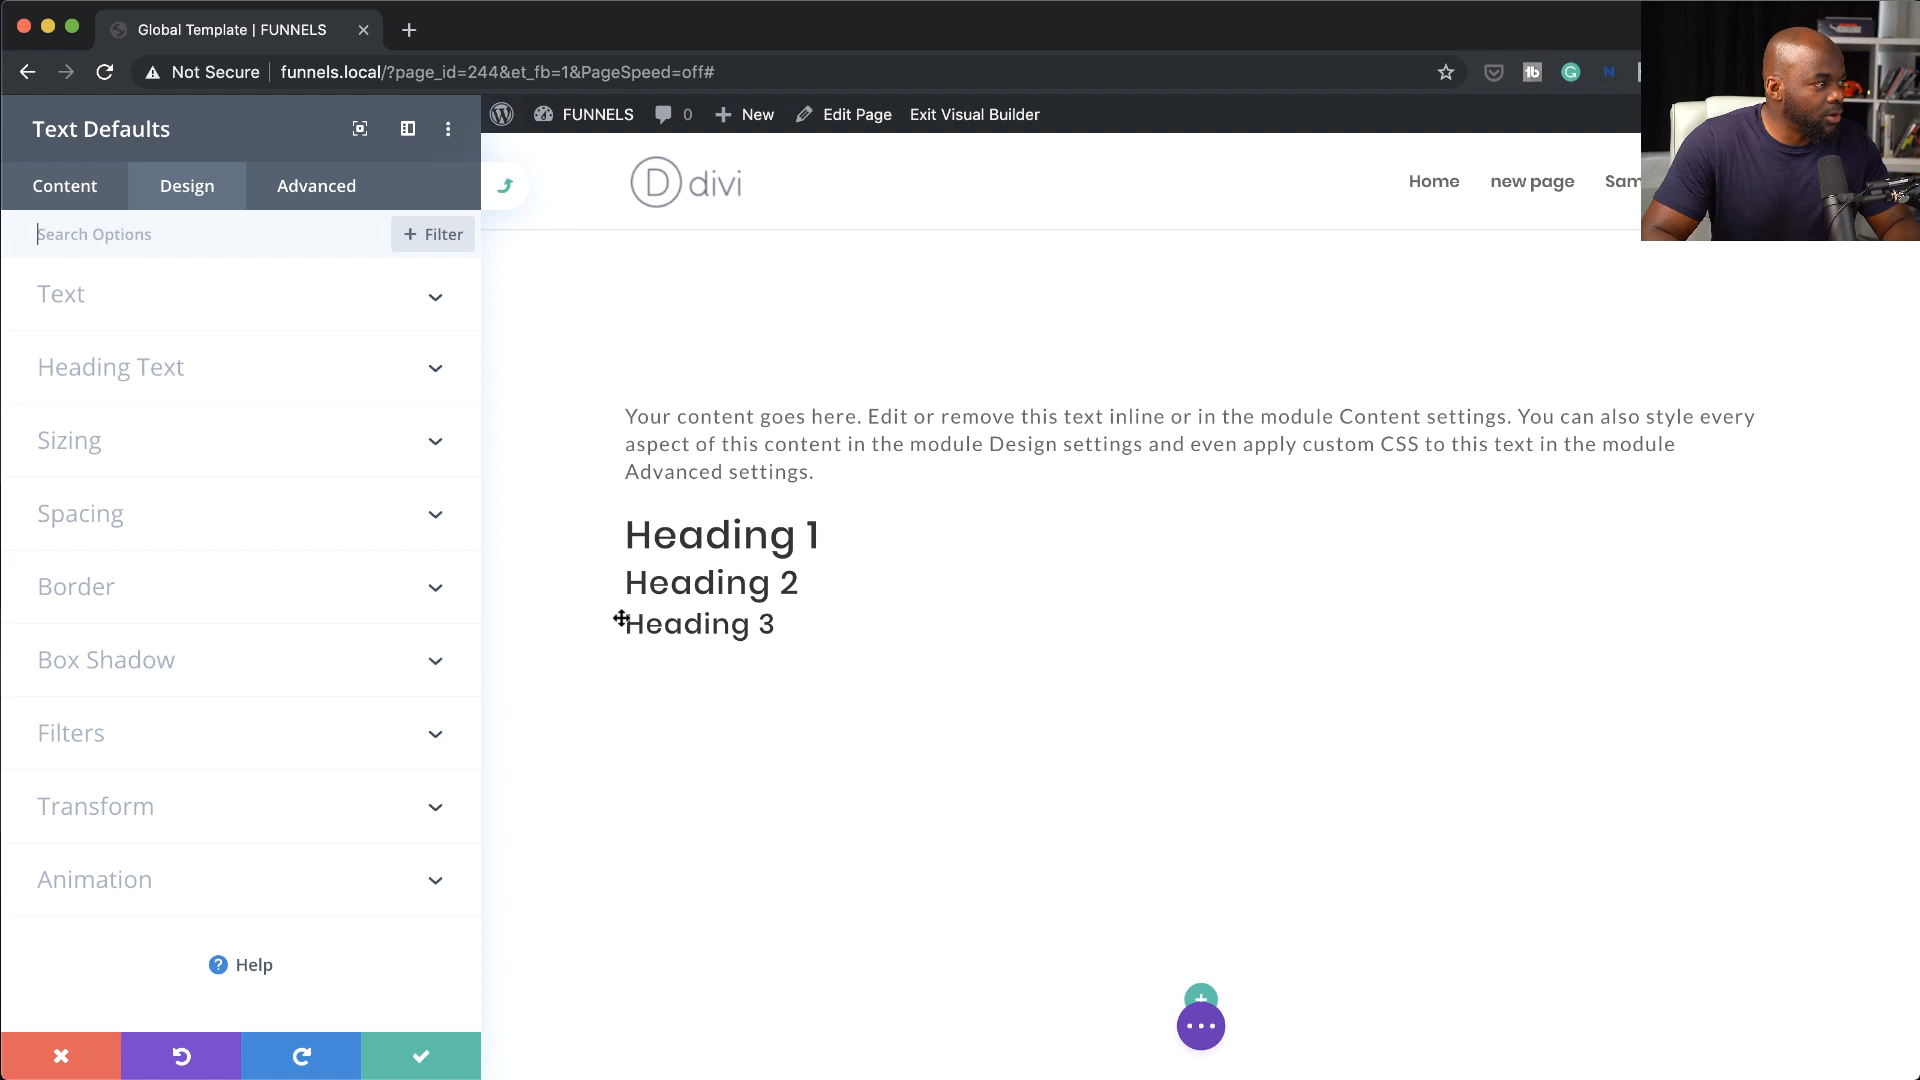 Global Template | FUNNELS
Not Secure
funnels.local/?page_id=244&et_fb=1&PageSpeed=off#
Text Defaults
FUNNELS
0
New
Edit Page
Exit Visual Builder
Content
Design
Advanced
divi
Home
new page
Sam
Search Options
+ Filter
Text
Heading Text
Sizing
Spacing
Border
Box Shadow
Filters
Transform
Animation
Help
Your content goes here. Edit or remove this text inline or in the module Content settings. You can also style every
aspect of this content in the module Design settings and even apply custom CSS to this text in the module
Advanced settings.
Heading 1
Heading 2
Heading 3